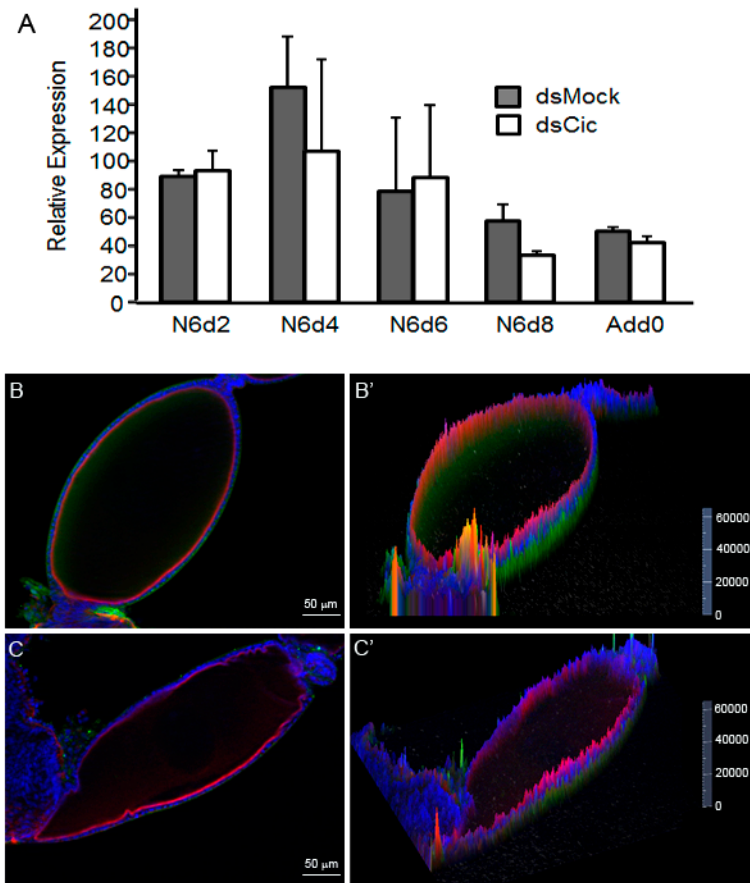 A
Relative Expression
200
180
160
140
120
100
80
60
40
20
0
dsMock
dsCic
N6d2 N6d4 N6d6 N6d8 Add0
B
50 μm
B'
60000
40000
20000
0
C
50 μm
C'
60000
40000
20000
0